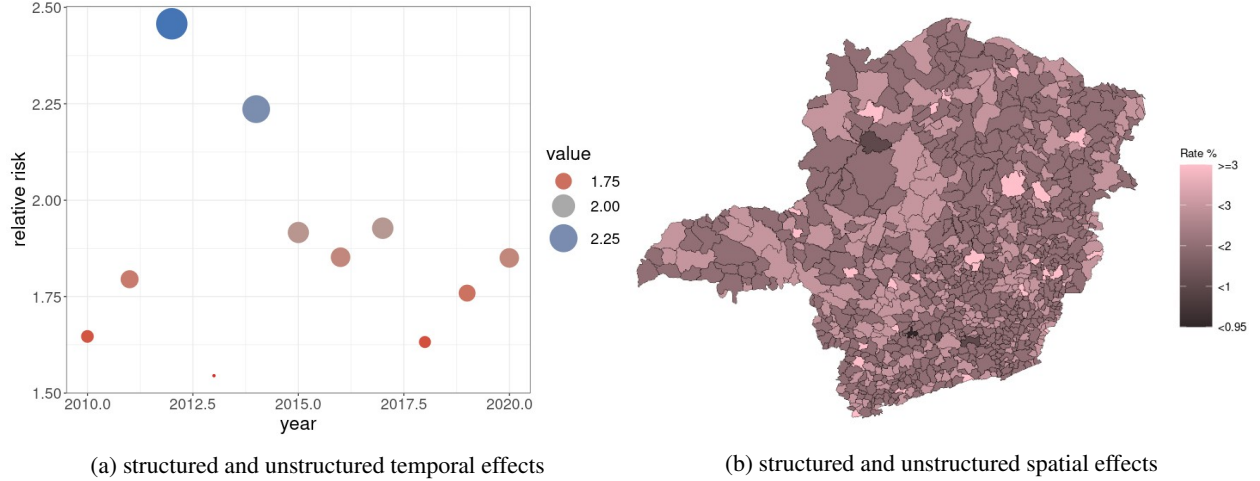 2.50
2.25
2.00
1.75
1.50
relative risk
2010.0 2012.5 2015.0 2017.5 2020.0
year
value
1.75
2.00
2.25
(a) structured and unstructured temporal effects
Rate %
>=3
<3
<2
<1
<0.95
(b) structured and unstructured spatial effects